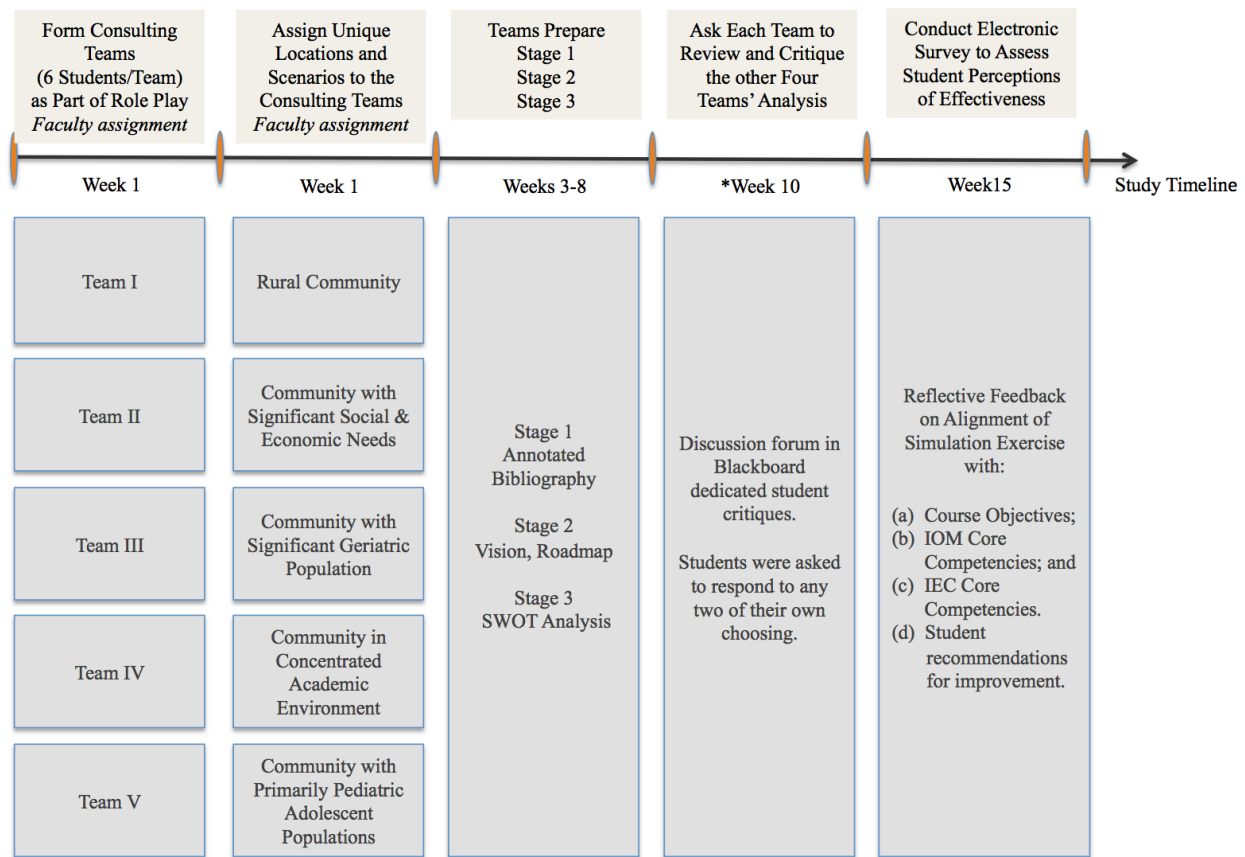 Form Consulting
Teams
(6 Students/Team)
as Part of Role Play
Faculty assignment
Assign Unique
Locations and
Scenarios to the
Consulting Teams
Faculty assignment
Teams Prepare
Stage 1
Stage 2
Stage 3
Ask Each Team to
Review and Critique
the other Four
Teams’ Analysis
Conduct Electronic
Survey to Assess
Student Perceptions
of Effectiveness
Week 1
Week 1
Weeks 3-8
*Week 10
Week15
Study Timeline
Team I
Team II
Team III
Team IV
Team V
Rural Community
Community with
Significant Social &
Economic Needs
Community with
Significant Geriatric
Population
Community in
Concentrated
Academic
Environment
Community with
Primarily Pediatric
Adolescent
Populations
Stage 1
Annotated
Bibliography
Stage 2
Vision, Roadmap
Stage 3
SWOT Analysis
Discussion forum in
Blackboard
dedicated student
critiques.
Students were asked
to respond to any
two of their own
choosing.
Reflective Feedback
on Alignment of
Simulation Exercise
with:
(a) Course Objectives;
(b) IOM Core
Competencies; and
(c) IEC Core
Competencies.
(d) Student
recommendations
for improvement.